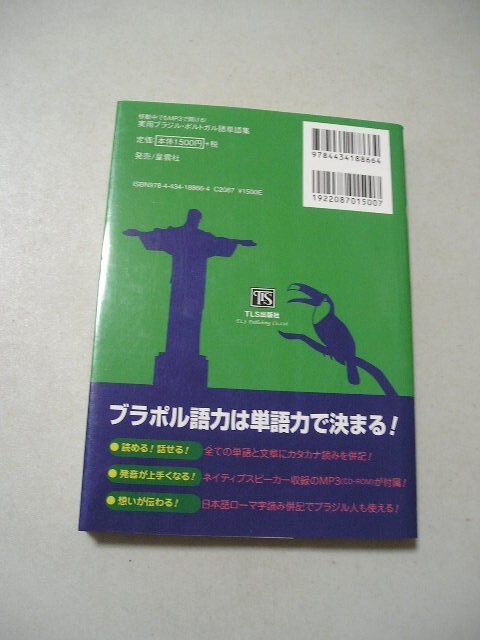 移動中でもMP3で聞ける!
実用ブラジル・ポルトガル語単語集
定価 本体1500円 +税
発売/星雲社
ISBN978-4-434-18866-4 C2087 ¥1500E
9784434188664
1922087015007
TLS
TLS出版社
TLS Publishing Co.,Ltd
ブラポル語力は単語力で決まる!
●読める!話せる! 全ての単語と文章にカタカナ読みを併記!
●発音が上手くなる! ネイティブスピーカー収録のMP3(CD-ROM)が付属!
●想いが伝わる! 日本語ローマ字読み併記でブラジル人も使える!